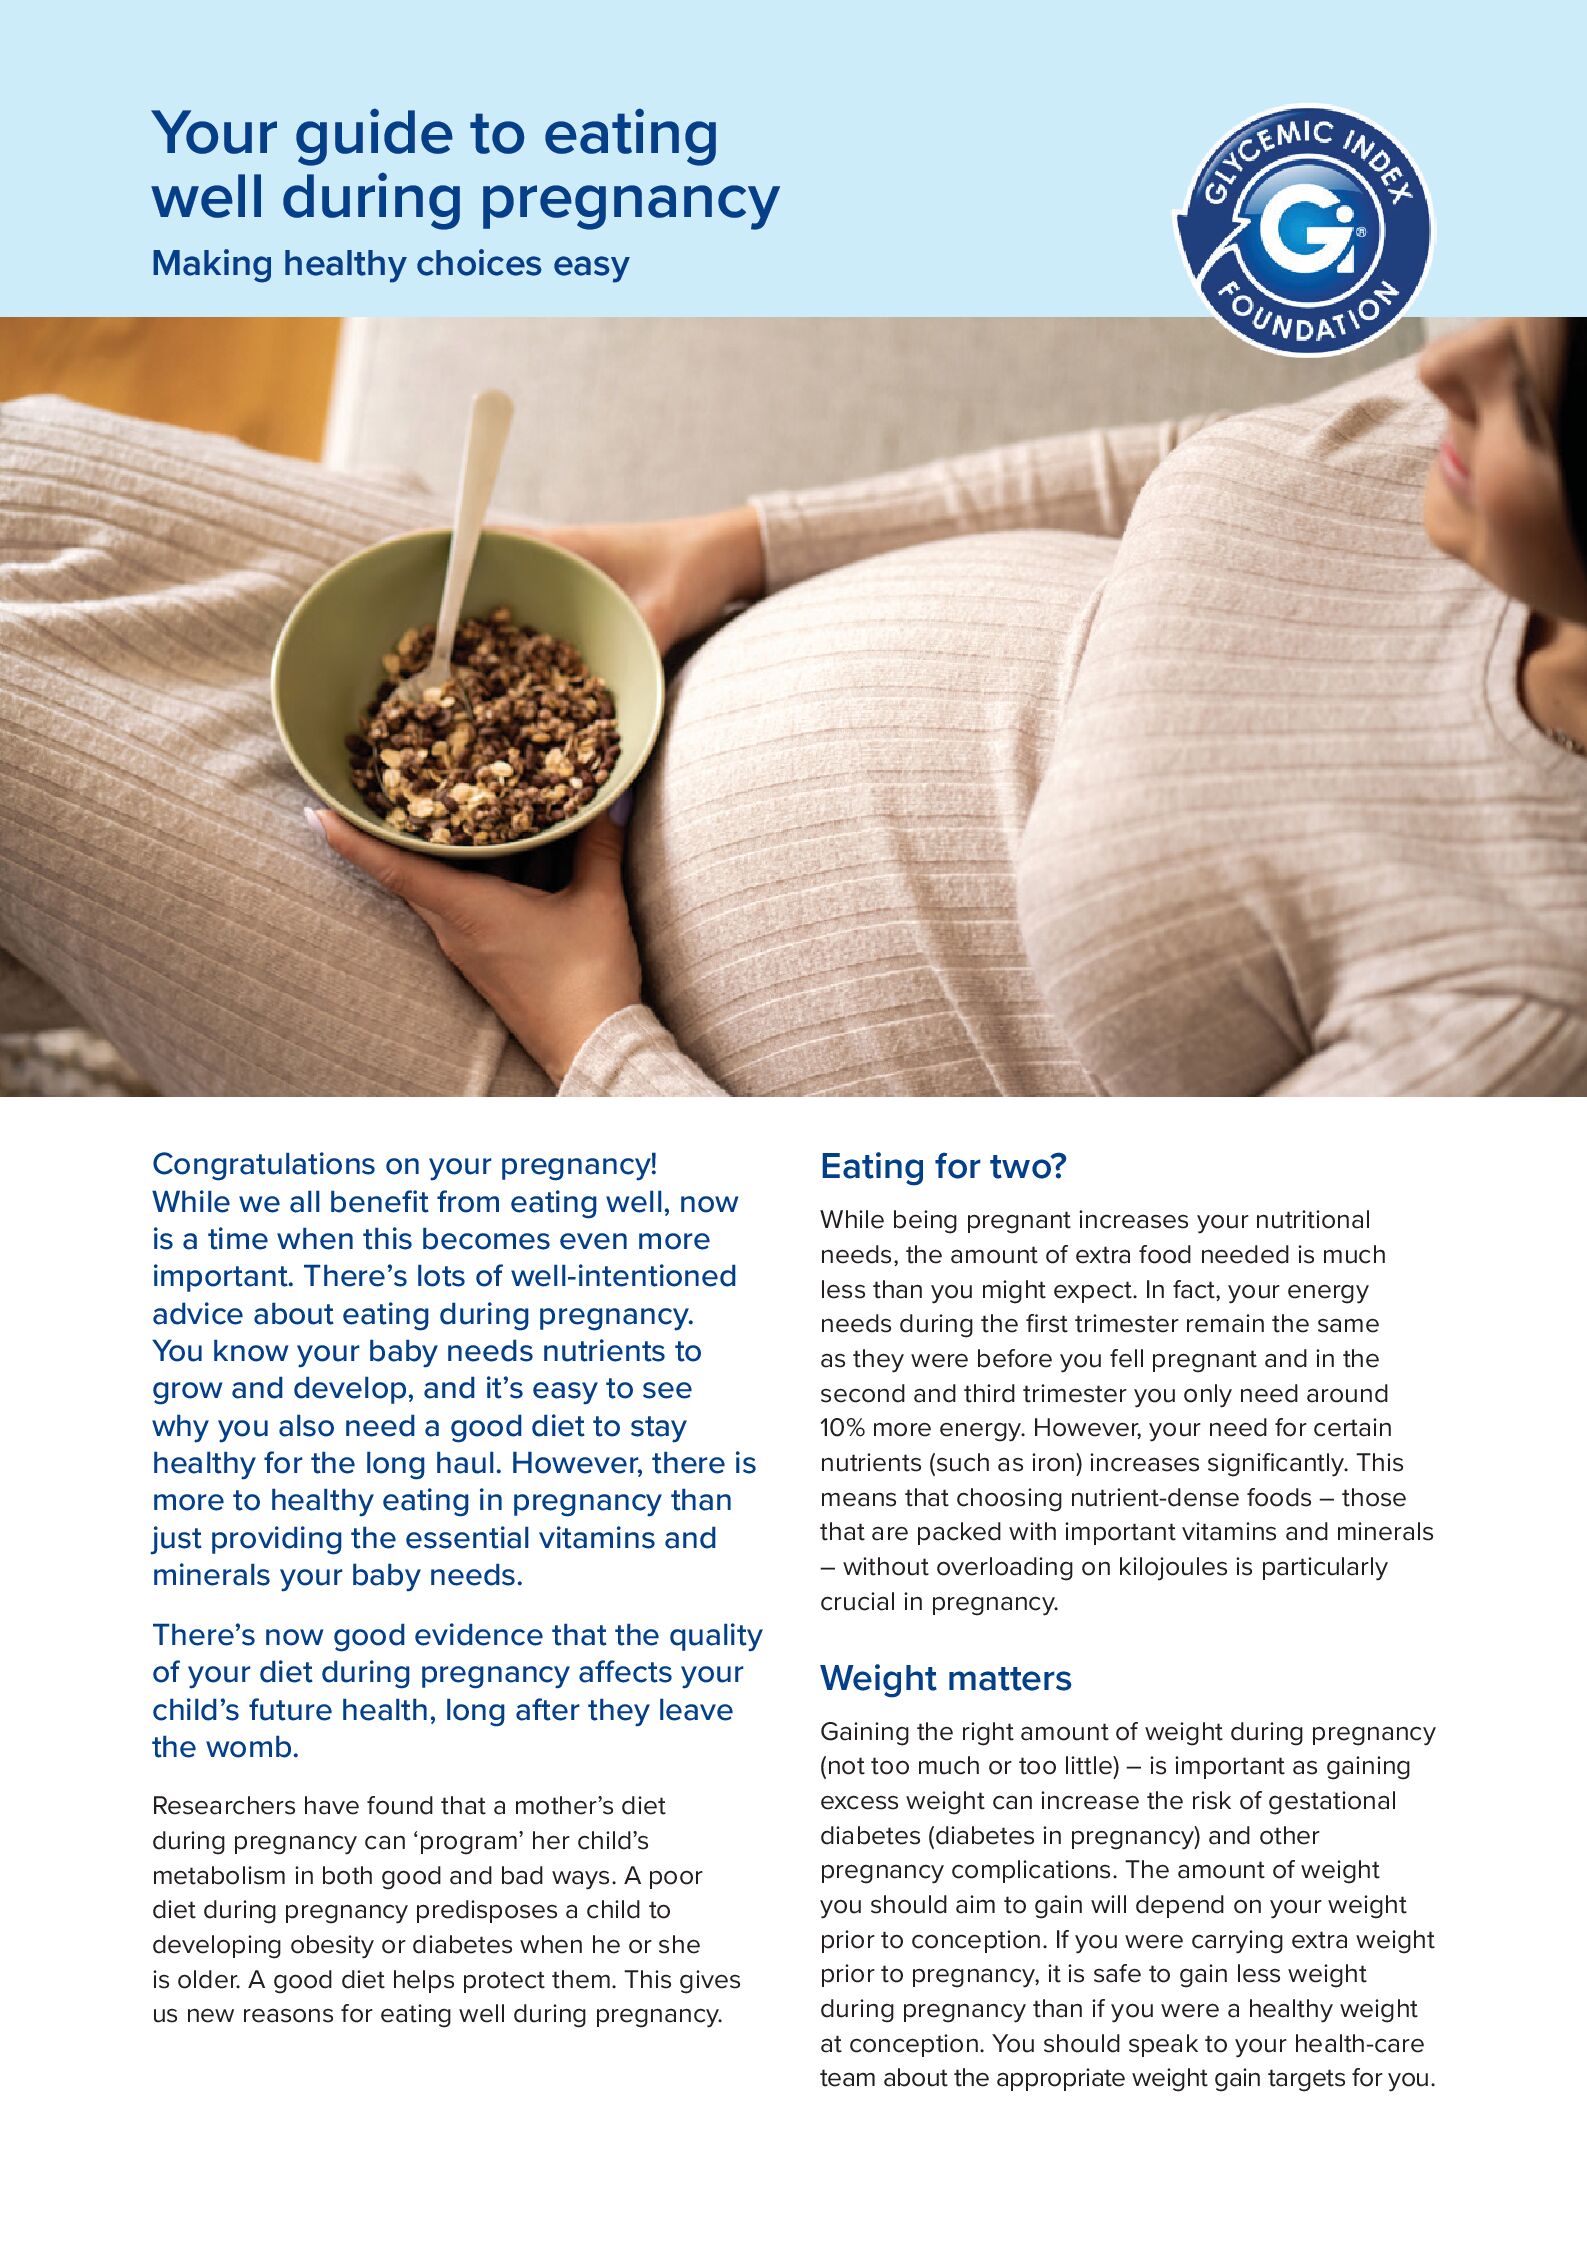 Your guide to eating
well during pregnancy
Making healthy choices easy
GLYCEMIC INDEX
Gi®
FOUNDATION
Congratulations on your pregnancy!
While we all benefit from eating well, now
is a time when this becomes even more
important. There’s lots of well-intentioned
advice about eating during pregnancy.
You know your baby needs nutrients to
grow and develop, and it’s easy to see
why you also need a good diet to stay
healthy for the long haul. However, there is
more to healthy eating in pregnancy than
just providing the essential vitamins and
minerals your baby needs.
There’s now good evidence that the quality
of your diet during pregnancy affects your
child’s future health, long after they leave
the womb.
Researchers have found that a mother’s diet
during pregnancy can ‘program’ her child’s
metabolism in both good and bad ways. A poor
diet during pregnancy predisposes a child to
developing obesity or diabetes when he or she
is older. A good diet helps protect them. This gives
us new reasons for eating well during pregnancy.
Eating for two?
While being pregnant increases your nutritional
needs, the amount of extra food needed is much
less than you might expect. In fact, your energy
needs during the first trimester remain the same
as they were before you fell pregnant and in the
second and third trimester you only need around
10% more energy. However, your need for certain
nutrients (such as iron) increases significantly. This
means that choosing nutrient-dense foods – those
that are packed with important vitamins and minerals
– without overloading on kilojoules is particularly
crucial in pregnancy.
Weight matters
Gaining the right amount of weight during pregnancy
(not too much or too little) – is important as gaining
excess weight can increase the risk of gestational
diabetes (diabetes in pregnancy) and other
pregnancy complications. The amount of weight
you should aim to gain will depend on your weight
prior to conception. If you were carrying extra weight
prior to pregnancy, it is safe to gain less weight
during pregnancy than if you were a healthy weight
at conception. You should speak to your health-care
team about the appropriate weight gain targets for you.